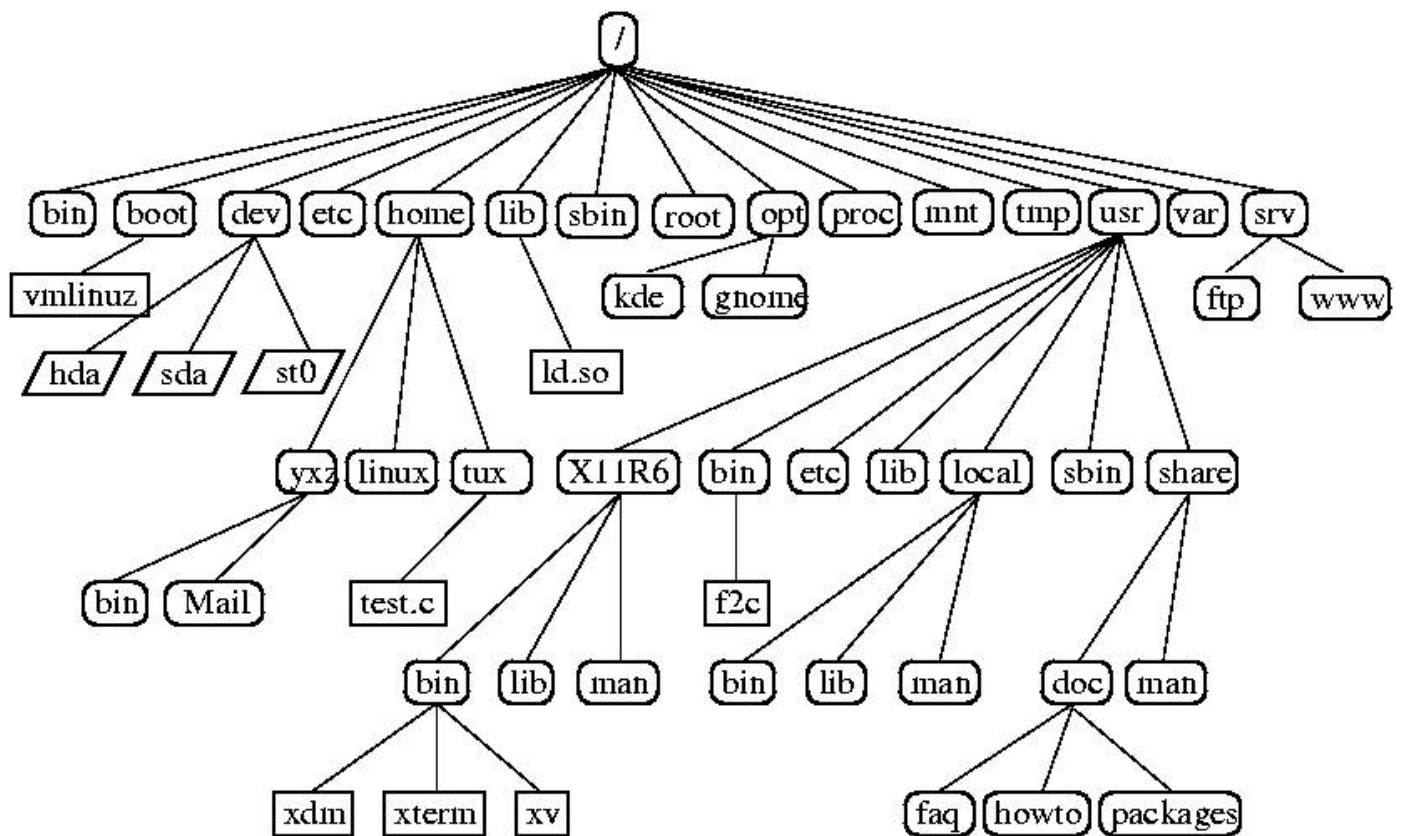 /
bin boot dev etc home lib sbin root opt proc mnt tmp usr var srv
vmlinuz kde gnome ftp www
hda sda st0 ld.so
yxz linux tux X11R6 bin etc lib local sbin share
bin Mail test.c f2c
bin lib man bin lib man doc man
xdm xterm xv faq howto packages